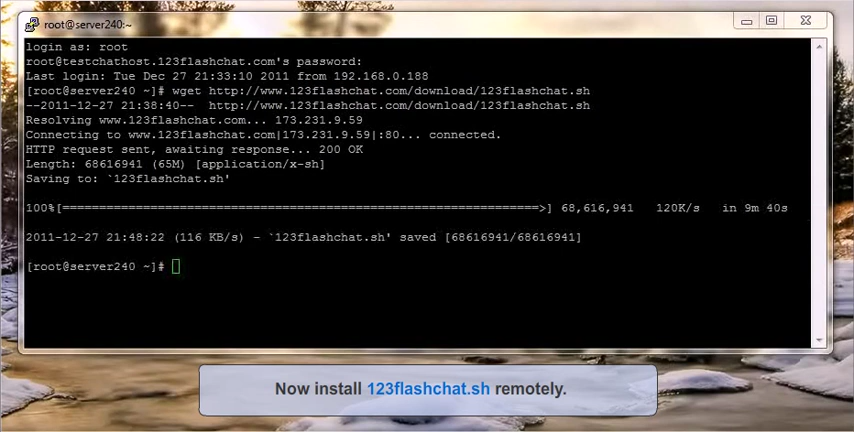 root@server240:~
login as: root
root@testchathost.123flashchat.com's password:
Last login: Tue Dec 27 21:33:10 2011 from 192.168.0.188
[root@server240 ~]# wget http://www.123flashchat.com/download/123flashchat.sh
--2011-12-27 21:38:40--  http://www.123flashchat.com/download/123flashchat.sh
Resolving www.123flashchat.com... 173.231.9.59
Connecting to www.123flashchat.com|173.231.9.59|:80... connected.
HTTP request sent, awaiting response... 200 OK
Length: 68616941 (65M) [application/x-sh]
Saving to: `123flashchat.sh'
100%[======================================================>] 68,616,941   120K/s   in 9m 40s
2011-12-27 21:48:22 (116 KB/s) - `123flashchat.sh' saved [68616941/68616941]
[root@server240 ~]#
Now install 123flashchat.sh remotely.